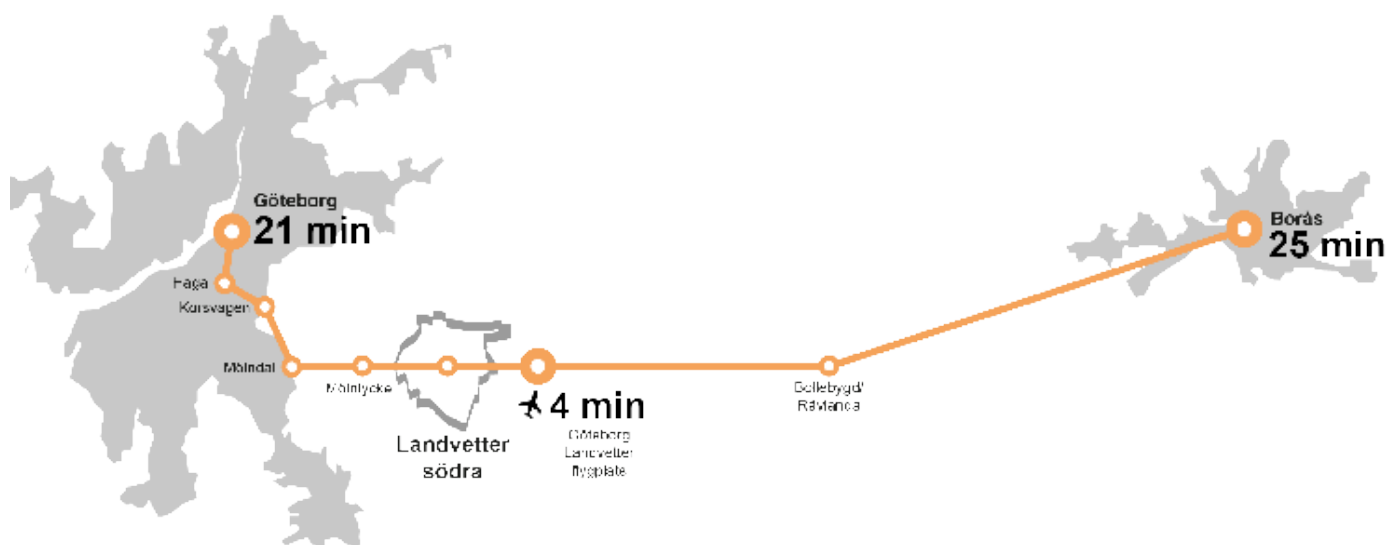 Göteborg
21 min
Haga
Korsvägen
Mölndal
Mölnlycke
Landvetter
södra
4 min
Göteborg
Landvetter
flygplats
Bollebygd/
Rävlanda
Borås
25 min